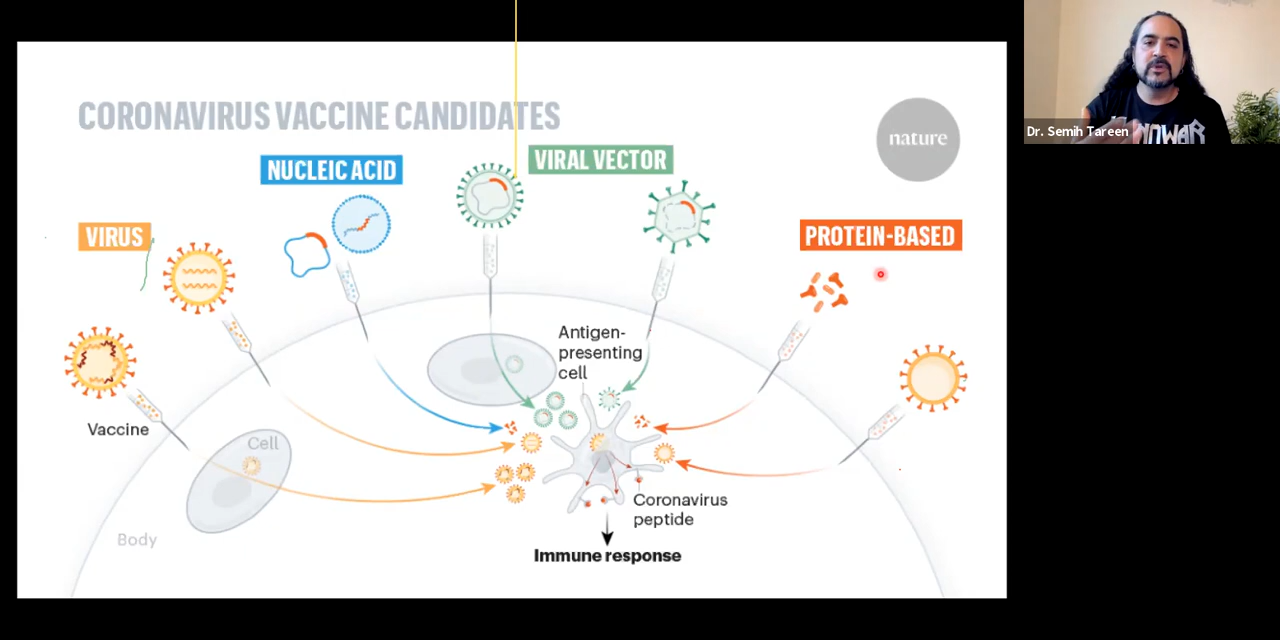 CORONAVIRUS VACCINE CANDIDATES
nature
Dr. Semih Tareen
NUCLEIC ACID
VIRAL VECTOR
VIRUS
PROTEIN-BASED
Antigen-
presenting
cell
Vaccine
Cell
Coronavirus
peptide
Body
Immune response